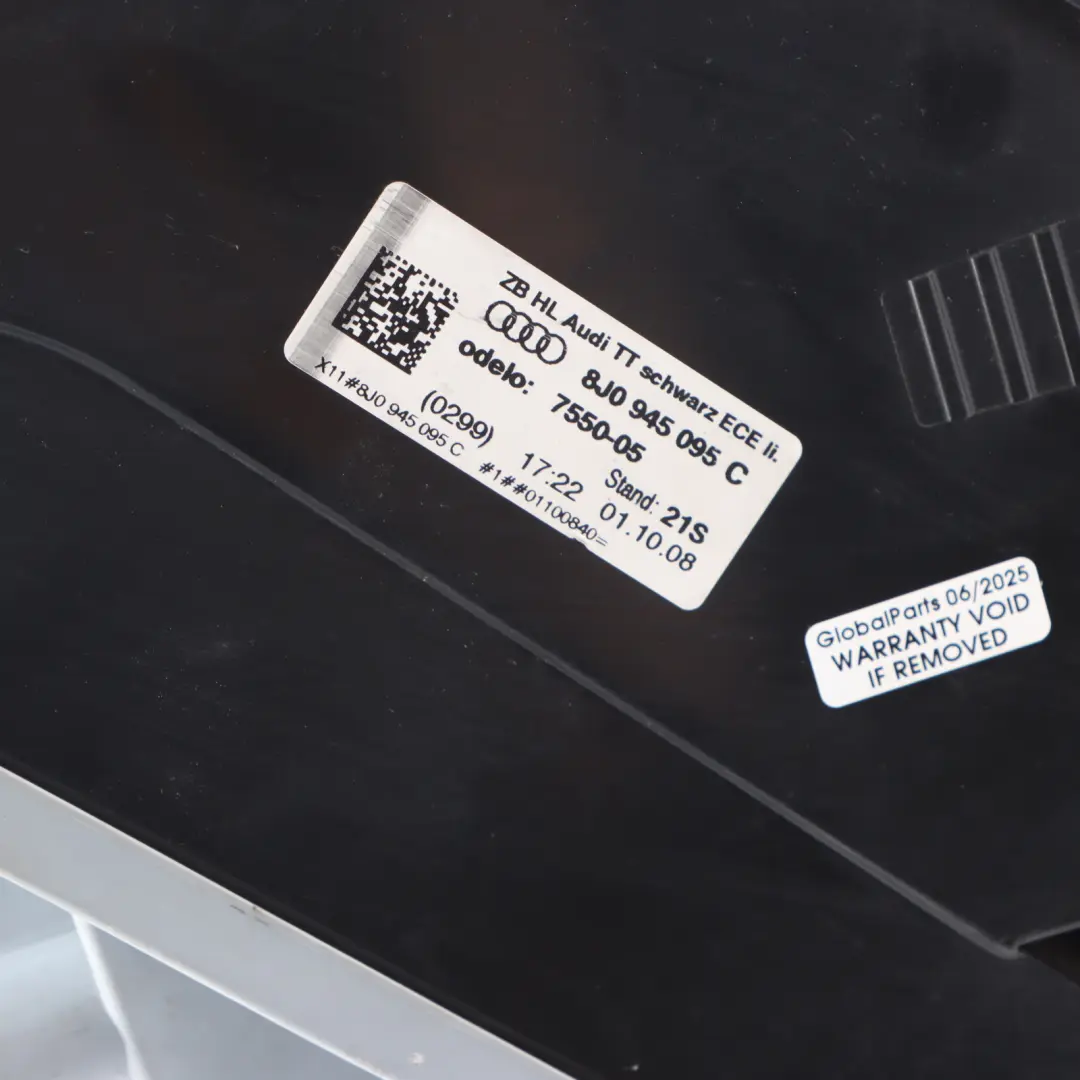 ZB HL Audi TT schwarz ECE li.
8J0 945 095 C
odelo: 7550-05
Stand: 21S
(0299) 17:22 01.10.08
X11#8J0 945 095 C #1##01100840=
GlobalParts 06/2025
WARRANTY VOID
IF REMOVED